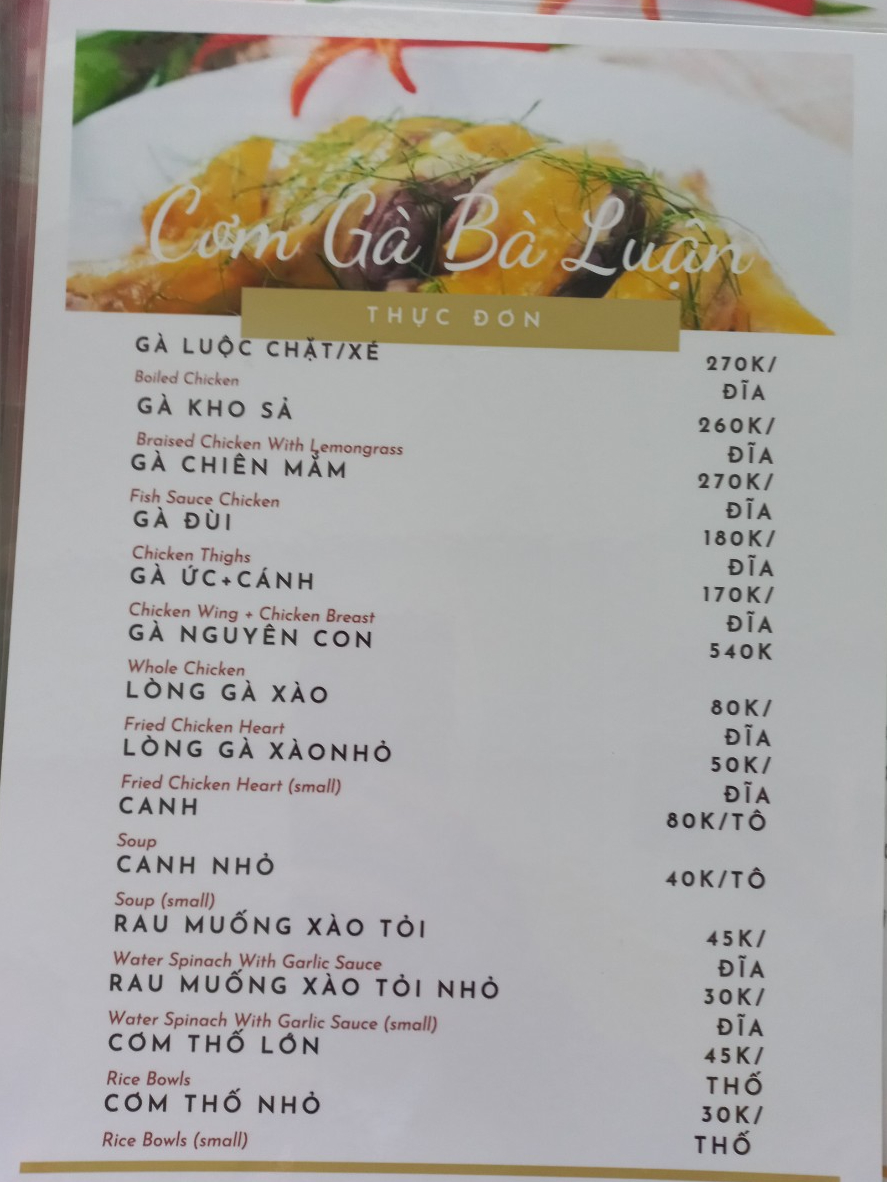 Cơm Gà Bà Luận
THỰC ĐƠN
GÀ LUỘC CHẶT/XÉ
270K/
Boiled Chicken
ĐĨA
GÀ KHO SẢ
260K/
Braised Chicken With Lemongrass
ĐĨA
GÀ CHIÊN MẮM
270K/
Fish Sauce Chicken
ĐĨA
GÀ ĐÙI
180K/
Chicken Thighs
ĐĨA
GÀ ỨC+CÁNH
170K/
Chicken Wing + Chicken Breast
ĐĨA
GÀ NGUYÊN CON
540K
Whole Chicken
LÒNG GÀ XÀO
80K/
Fried Chicken Heart
ĐĨA
LÒNG GÀ XÀONHỎ
50K/
Fried Chicken Heart (small)
ĐĨA
CANH
80K/TÔ
Soup
CANH NHỎ
40K/TÔ
Soup (small)
RAU MUỐNG XÀO TỎI
45K/
Water Spinach With Garlic Sauce
ĐĨA
RAU MUỐNG XÀO TỎI NHỎ
30K/
Water Spinach With Garlic Sauce (small)
ĐĨA
CƠM THỐ LỚN
45K/
Rice Bowls
THỐ
CƠM THỐ NHỎ
30K/
Rice Bowls (small)
THỐ